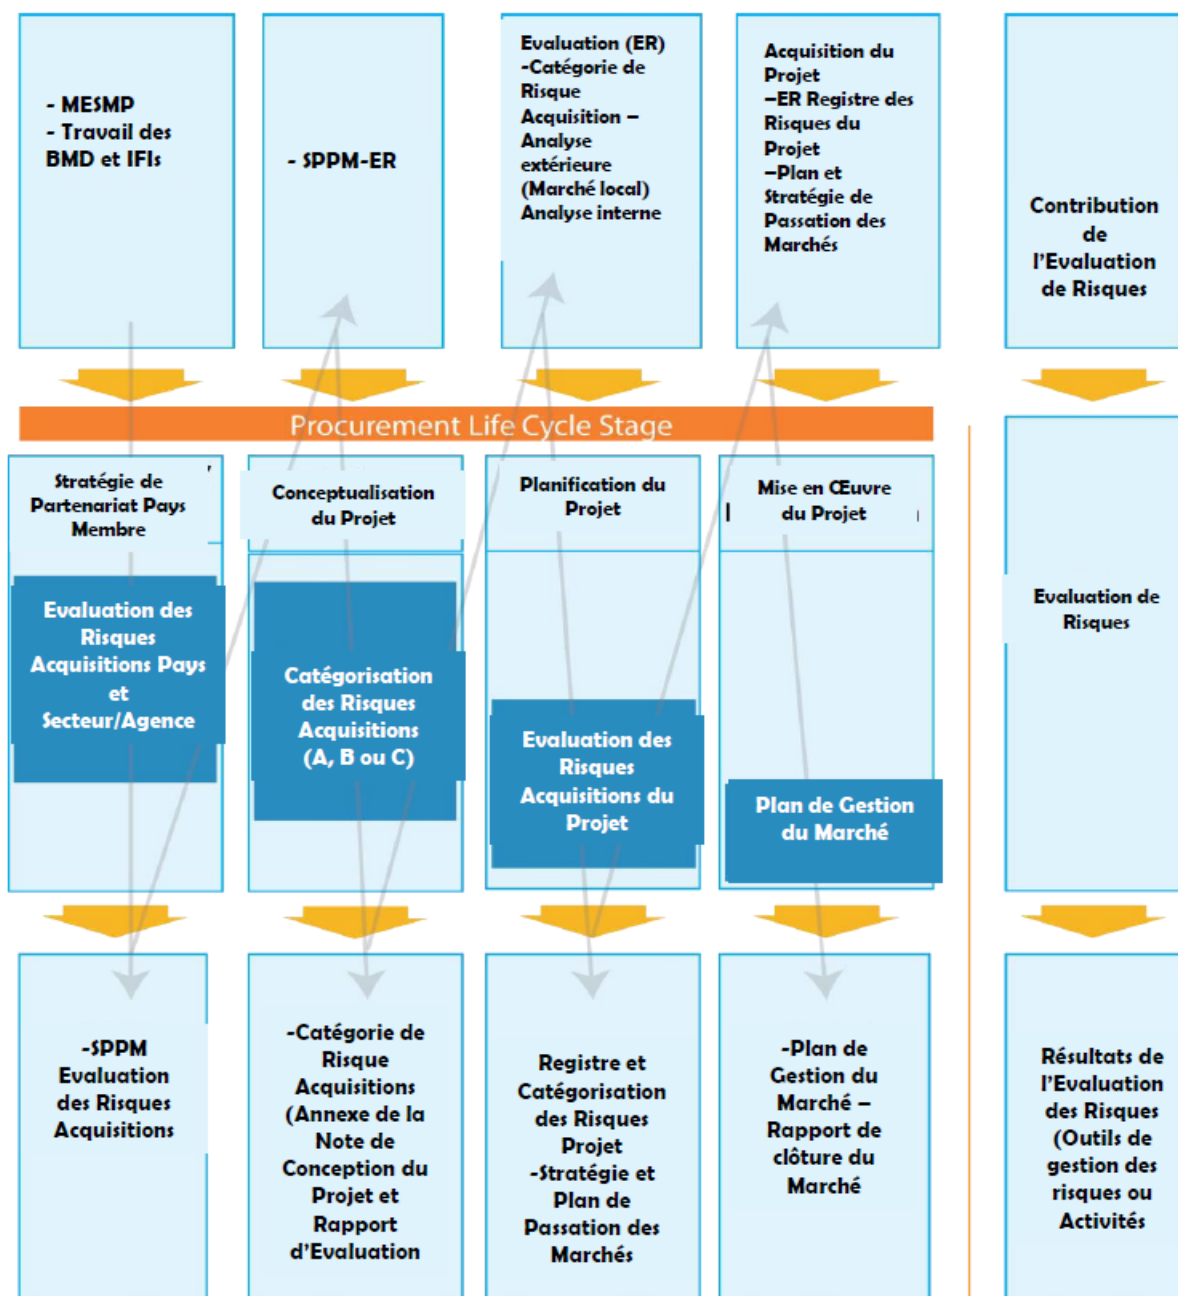 - MESMP
- Travail des
BMD et IFIs
- SPPM-ER
Evaluation (ER)
-Catégorie de
Risque
Acquisition –
Analyse
extérieure
(Marché local)
Analyse interne
Acquisition du
Projet
–ER Registre des
Risques du
Projet
–Plan et
Stratégie de
Passation des
Marchés
Contribution
de
l'Evaluation
de Risques
Procurement Life Cycle Stage
Stratégie de
Partenariat Pays
Membre
Conceptualisation
du Projet
Planification du
Projet
Mise en Œuvre
du Projet
Evaluation des
Risques
Acquisitions Pays
et
Secteur/Agence
Catégorisation
des Risques
Acquisitions
(A, B ou C)
Evaluation des
Risques
Acquisitions du
Projet
Plan de Gestion
du Marché
Evaluation de
Risques
-SPPM
Evaluation
des Risques
Acquisitions
-Catégorie de
Risque
Acquisitions
(Annexe de la
Note de
Conception du
Projet et
Rapport
d'Evaluation
Registre et
Catégorisation
des Risques
Projet
-Stratégie et
Plan de
Passation des
Marchés
-Plan de
Gestion du
Marché –
Rapport de
clôture du
Marché
Résultats de
l'Evaluation
des Risques
(Outils de
gestion des
risques ou
Activités